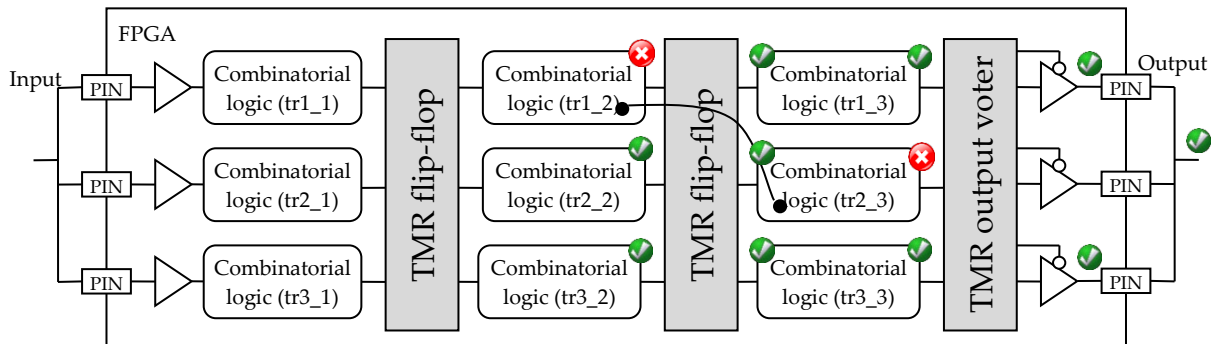 FPGA
Input
Output
PIN
Combinatorial
logic (tr1_1)
TMR flip-flop
Combinatorial
logic (tr1_2)
TMR flip-flop
Combinatorial
logic (tr1_3)
TMR output voter
PIN
PIN
Combinatorial
logic (tr2_1)
Combinatorial
logic (tr2_2)
Combinatorial
logic (tr2_3)
PIN
PIN
Combinatorial
logic (tr3_1)
Combinatorial
logic (tr3_2)
Combinatorial
logic (tr3_3)
PIN